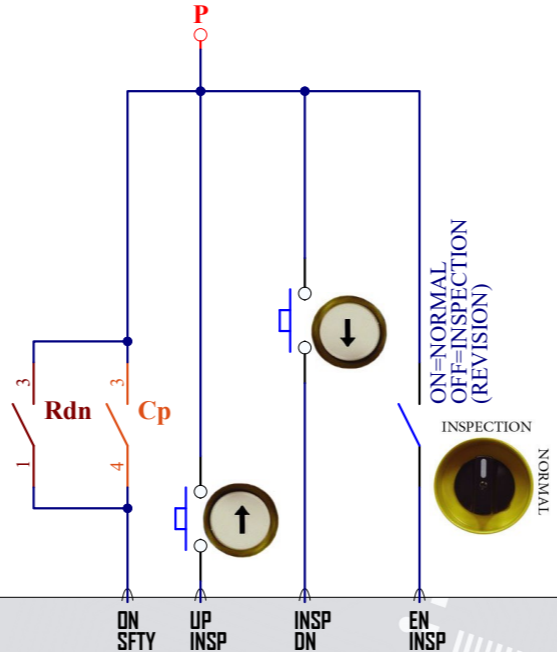 P
ON=NORMAL
OFF=INSPECTION
(REVISION)
3
Rdn
1
3
Cp
4
INSPECTION
NORMAL
ON
SFTY
UP
INSP
INSP
DN
EN
INSP